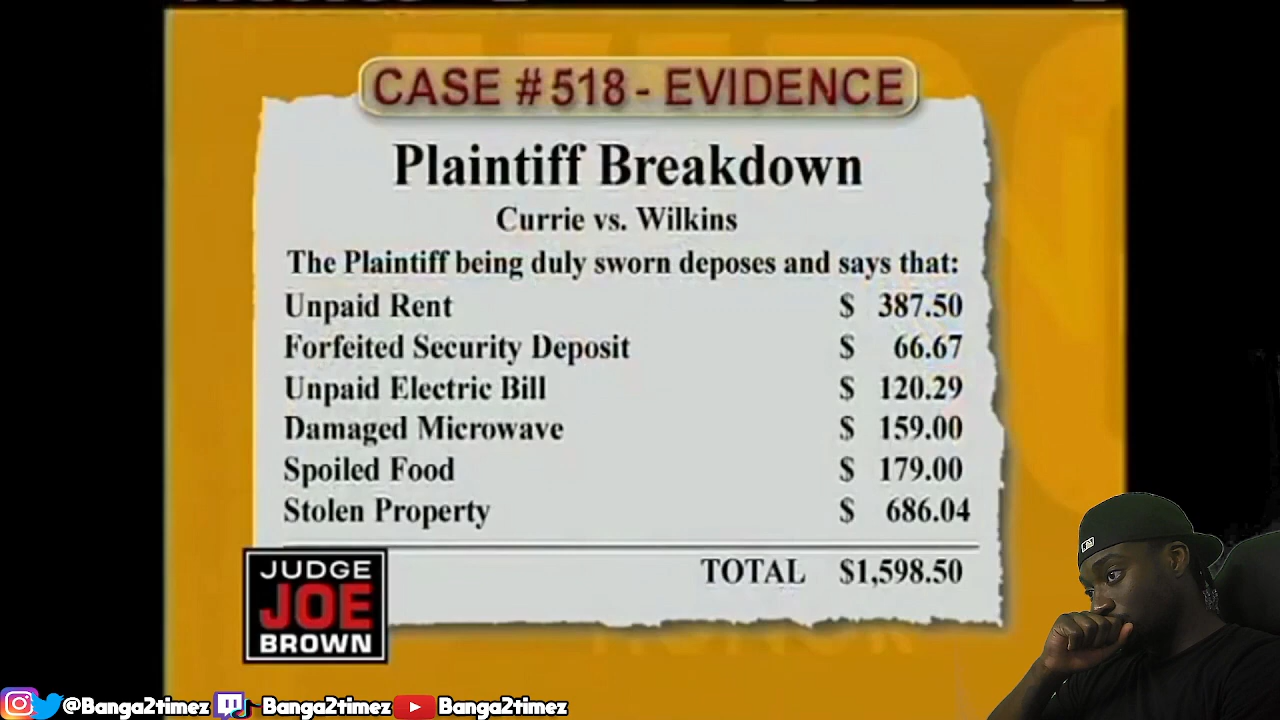 CASE # 518 - EVIDENCE
Plaintiff Breakdown
Currie vs. Wilkins
The Plaintiff being duly sworn deposes and says that:
Unpaid Rent $ 387.50
Forfeited Security Deposit $ 66.67
Unpaid Electric Bill $ 120.29
Damaged Microwave $ 159.00
Spoiled Food $ 179.00
Stolen Property $ 686.04
TOTAL $1,598.50
JUDGE
JOE
BROWN
@Banga2timez Banga2timez Banga2timez